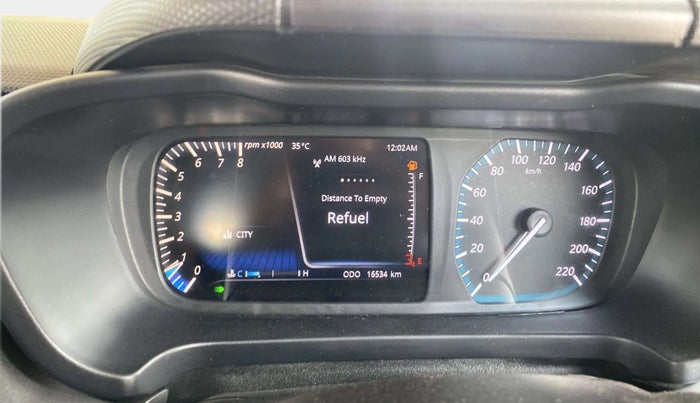 rpm x1000 35°C 12:02AM
AM 603 kHz
F
Distance To Empty
Refuel
CITY
E
C H ODO 16534 km
0 1 2 3 4 5 6 7 8
km/h
0 20 40 60 80 100 120 140 160 180 200 220